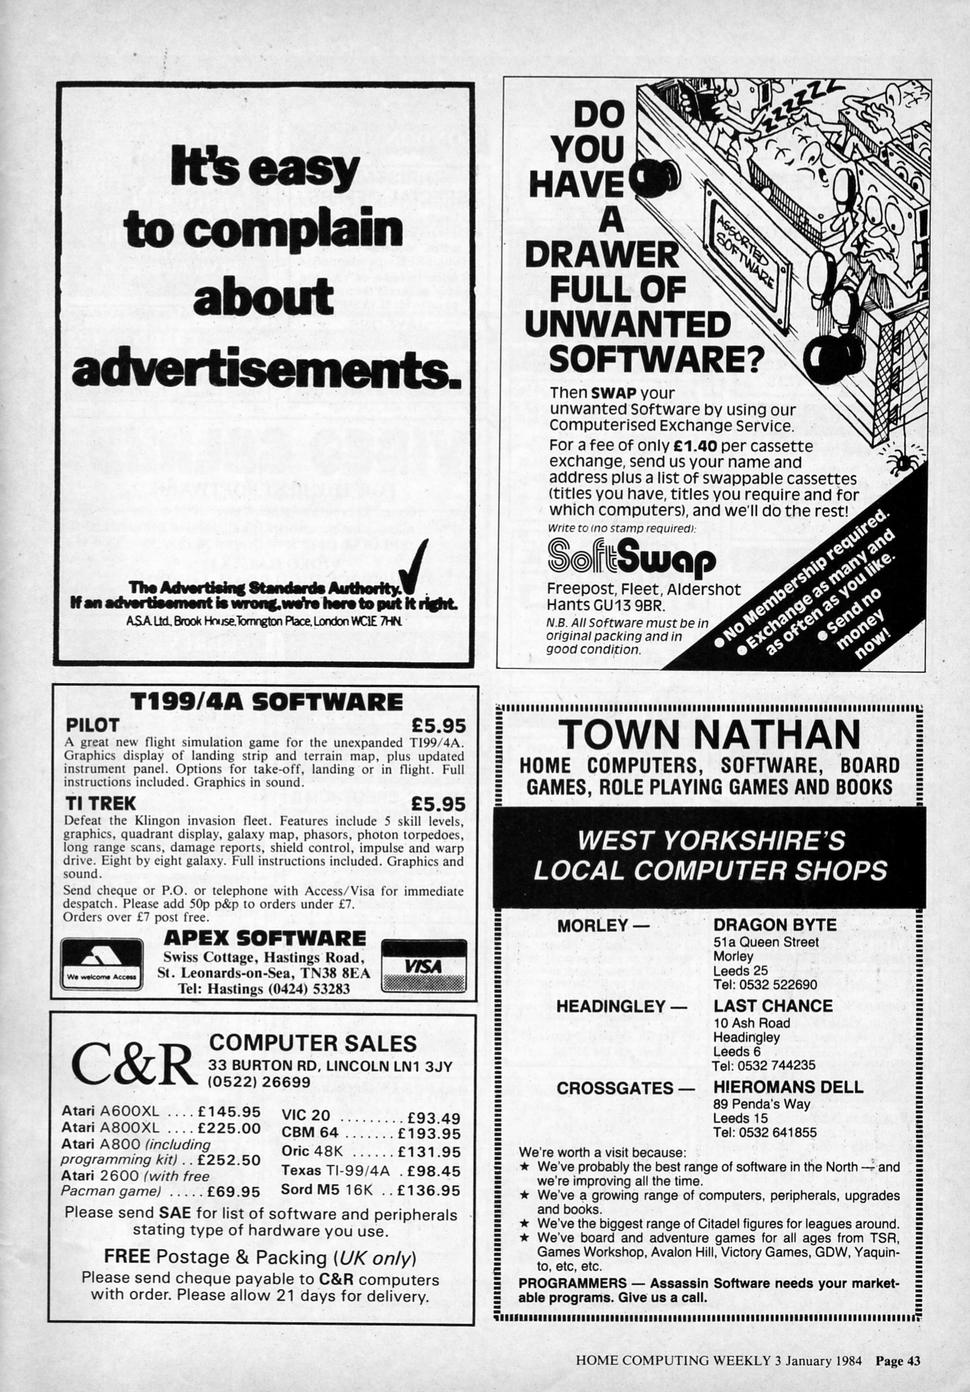 It's easy
to complain
about
advertisements.
The Advertising Standards Authority.
If an advertisement is wrong, we're here to put it right.
A.S.A. Ltd., Brook House, Torrington Place, London WC1E 7HN.
DO
YOU
HAVE
A
DRAWER
FULL OF
UNWANTED
SOFTWARE?
ZZZZZZ
ASSORTED
SOFTWARE
Then SWAP your
unwanted Software by using our
Computerised Exchange Service.
For a fee of only £1.40 per cassette
exchange, send us your name and
address plus a list of swappable cassettes
(titles you have, titles you require and for
which computers), and we'll do the rest!
Write to (no stamp required):
SoftSwap
Freepost, Fleet, Aldershot
Hants GU13 9BR.
N.B. All Software must be in
original packing and in
good condition.
● No Membership required.
● Exchange as many and
as often as you like.
● Send no
money
now!
T199/4A SOFTWARE
PILOT £5.95
A great new flight simulation game for the unexpanded T199/4A.
Graphics display of landing strip and terrain map, plus updated
instrument panel. Options for take-off, landing or in flight. Full
instructions included. Graphics in sound.
TI TREK £5.95
Defeat the Klingon invasion fleet. Features include 5 skill levels,
graphics, quadrant display, galaxy map, phasors, photon torpedoes,
long range scans, damage reports, shield control, impulse and warp
drive. Eight by eight galaxy. Full instructions included. Graphics and
sound.
Send cheque or P.O. or telephone with Access/Visa for immediate
despatch. Please add 50p p&p to orders under £7.
Orders over £7 post free.
We welcome Access
APEX SOFTWARE
Swiss Cottage, Hastings Road,
St. Leonards-on-Sea, TN38 8EA
Tel: Hastings (0424) 53283
VISA
C&R
COMPUTER SALES
33 BURTON RD, LINCOLN LN1 3JY
(0522) 26699
Atari A600XL .... £145.95
Atari A800XL .... £225.00
Atari A800 (including
programming kit) .. £252.50
Atari 2600 (with free
Pacman game) ..... £69.95
VIC 20 ......... £93.49
CBM 64 ....... £193.95
Oric 48K ...... £131.95
Texas TI-99/4A . £98.45
Sord M5 16K .. £136.95
Please send SAE for list of software and peripherals
stating type of hardware you use.
FREE Postage & Packing (UK only)
Please send cheque payable to C&R computers
with order. Please allow 21 days for delivery.
TOWN NATHAN
HOME COMPUTERS, SOFTWARE, BOARD
GAMES, ROLE PLAYING GAMES AND BOOKS
WEST YORKSHIRE'S
LOCAL COMPUTER SHOPS
MORLEY — DRAGON BYTE
51a Queen Street
Morley
Leeds 25
Tel: 0532 522690
HEADINGLEY — LAST CHANCE
10 Ash Road
Headingley
Leeds 6
Tel: 0532 744235
CROSSGATES — HIEROMANS DELL
89 Penda's Way
Leeds 15
Tel: 0532 641855
We're worth a visit because:
★ We've probably the best range of software in the North — and
we're improving all the time.
★ We've a growing range of computers, peripherals, upgrades
and books.
★ We've the biggest range of Citadel figures for leagues around.
★ We've board and adventure games for all ages from TSR,
Games Workshop, Avalon Hill, Victory Games, GDW, Yaquin-
to, etc, etc.
PROGRAMMERS — Assassin Software needs your market-
able programs. Give us a call.
HOME COMPUTING WEEKLY 3 January 1984 Page 43